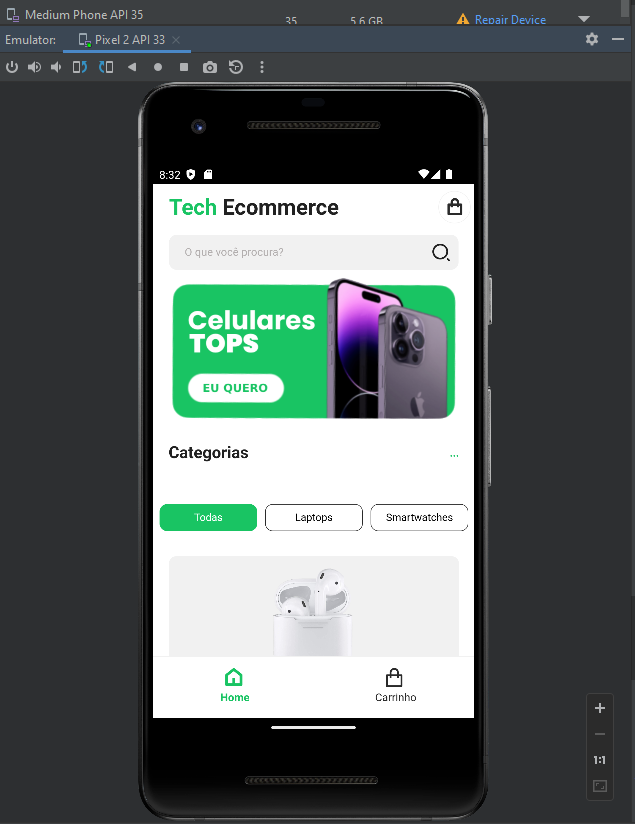 Medium Phone API 35
35
5.6 GB
Repair Device
Emulator:
Pixel 2 API 33
8:32
Tech Ecommerce
O que você procura?
Celulares
TOPS
EU QUERO
Categorias
...
Todas
Laptops
Smartwatches
Home
Carrinho
1:1